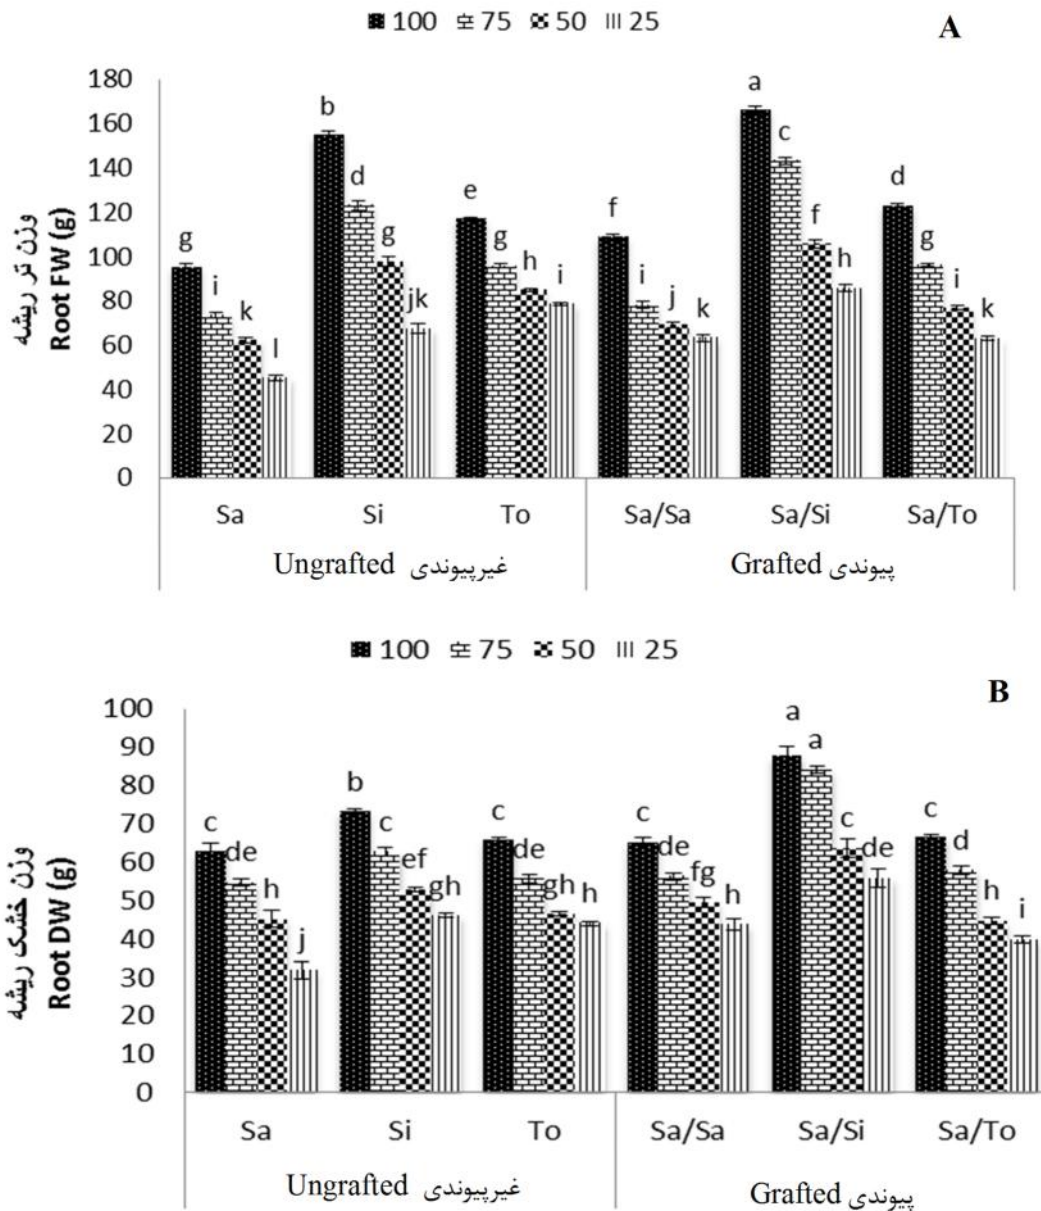 100 75 50 25
A
180
160
140
120
100
80
60
40
20
0
وزن تر ریشه
Root FW (g)
g i k l b d g jk e g h i f i j k a c f h d g i k
Sa Si To Sa/Sa Sa/Si Sa/To
Ungrafted غیرپیوندی Grafted پیوندی
100 75 50 25
B
100
90
80
70
60
50
40
30
20
10
0
وزن خشک ریشه
Root DW (g)
c de h j b c ef gh c de gh h c de fg h a a c de c d h i
Sa Si To Sa/Sa Sa/Si Sa/To
Ungrafted غیرپیوندی Grafted پیوندی